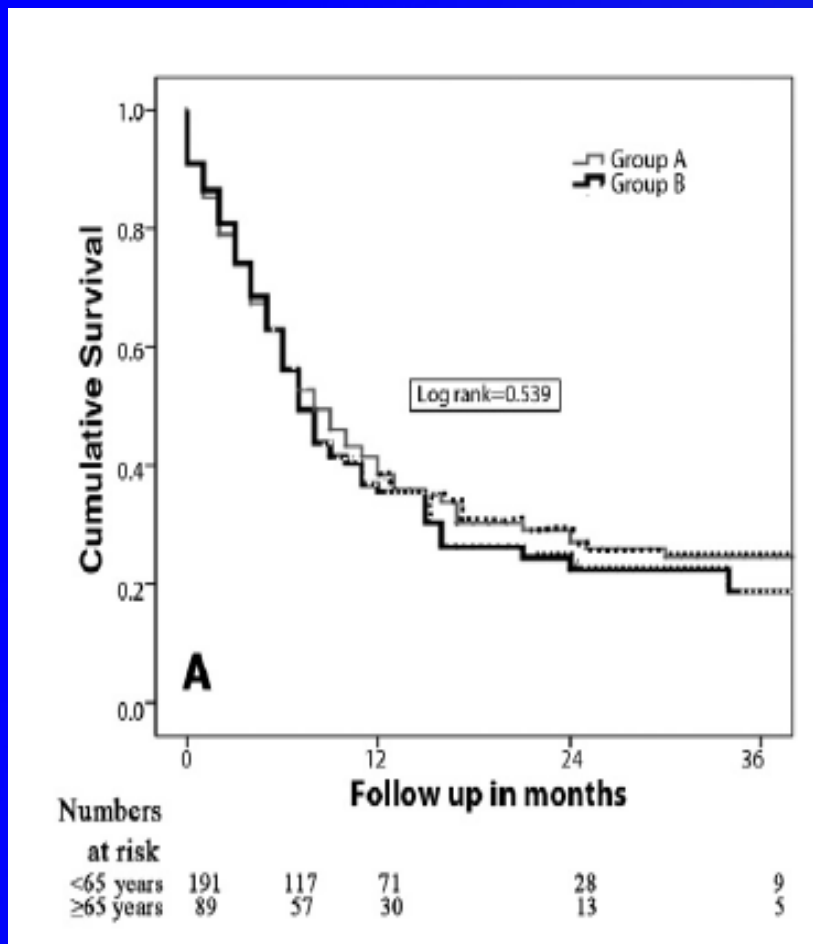 1.0
0.8
0.6
0.4
0.2
0.0
Cumulative Survival
Group A
Group B
Log rank=0.539
A
0 12 24 36
Follow up in months
Numbers
at risk
<65 years 191 117 71 28 9
≥65 years 89 57 30 13 5